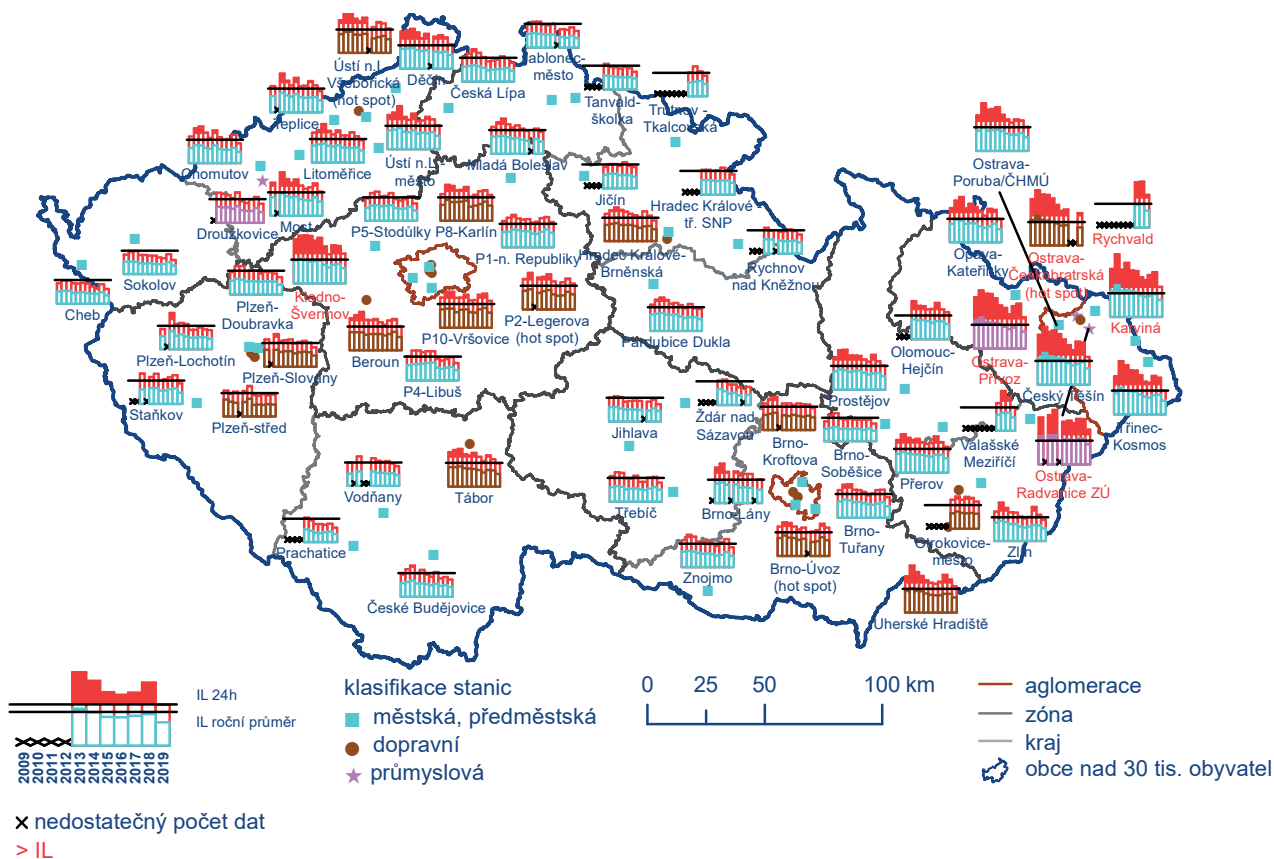 Ústí n.L.-
Všebořická
(hot spot)
Děčín
Česká Lípa
Jablonec-
město
Tanvald-
školka
Trutnov -
Tkalcovská
Teplice
Chomutov
Litoměřice
Ústí n.L.-
město
Mladá Boleslav
Jičín
Hradec Králové -
tř. SNP
Ostrava-
Poruba/ČHMÚ
Rychvald
Droužkovice
Most
P5-Stodůlky
P8-Karlín
P1-n. Republiky
Hradec Králové-
Brněnská
Rychnov
nad Kněžnou
Opava-
Kateřinky
Ostrava-
Českobratrská
(hot spot)
Sokolov
Cheb
Plzeň-
Doubravka
Kladno-
Švermov
P10-Vršovice
P2-Legerova
(hot spot)
Pardubice Dukla
Karviná
Plzeň-Lochotín
Plzeň-Slovany
Beroun
P4-Libuš
Olomouc-
Hejčín
Ostrava-
Přívoz
Český Těšín
Staňkov
Plzeň-střed
Jihlava
Žďár nad
Sázavou
Brno-
Kroftova
Prostějov
Brno-
Soběšice
Valašské
Meziříčí
Třinec-
Kosmos
Vodňany
Tábor
Třebíč
Brno-Lány
Přerov
Ostrava-
Radvanice ZÚ
Prachatice
Brno-
Tuřany
Otrokovice-
město
Zlín
České Budějovice
Znojmo
Brno-Úvoz
(hot spot)
Uherské Hradiště
IL 24h
IL roční průměr
2009
2010
2011
2012
2013
2014
2015
2016
2017
2018
2019
klasifikace stanic
městská, předměstská
dopravní
průmyslová
0 25 50 100 km
aglomerace
zóna
kraj
obce nad 30 tis. obyvatel
nedostatečný počet dat
> IL